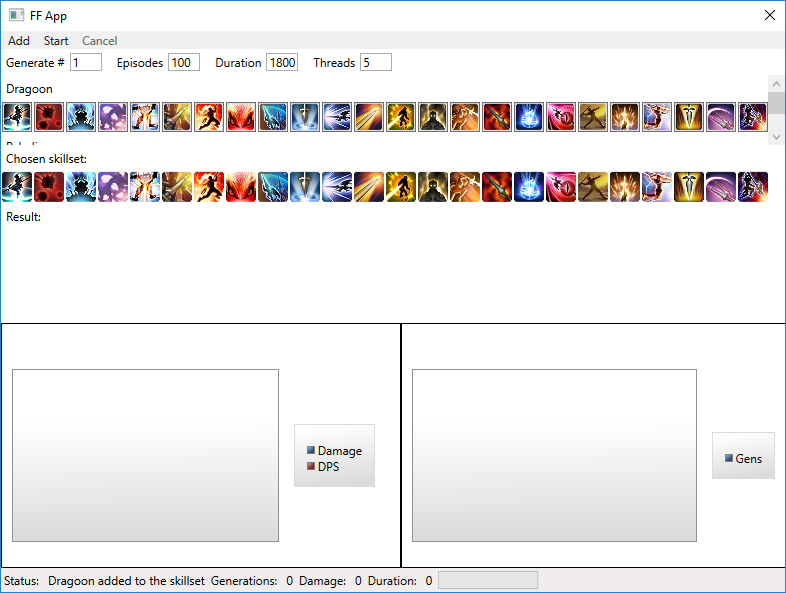 FF App
Add Start Cancel
Generate # 1 Episodes 100 Duration 1800 Threads 5
Dragoon
Chosen skillset:
Result:
Damage
DPS
Gens
Status: Dragoon added to the skillset Generations: 0 Damage: 0 Duration: 0